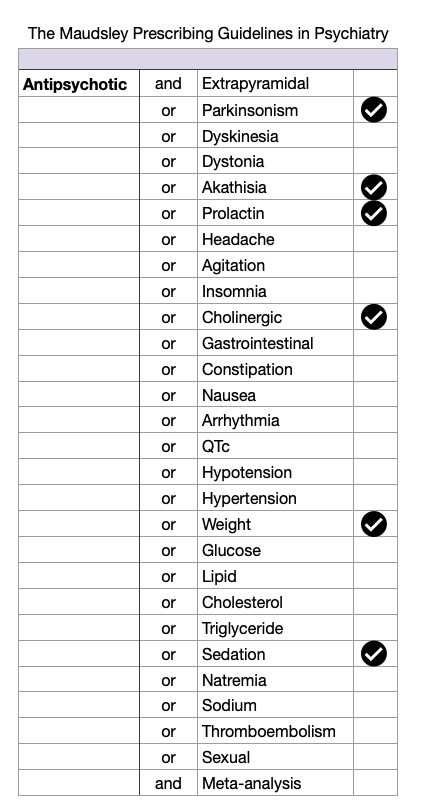 The Maudsley Prescribing Guidelines in Psychiatry
Antipsychotic and Extrapyramidal
or Parkinsonism
or Dyskinesia
or Dystonia
or Akathisia
or Prolactin
or Headache
or Agitation
or Insomnia
or Cholinergic
or Gastrointestinal
or Constipation
or Nausea
or Arrhythmia
or QTc
or Hypotension
or Hypertension
or Weight
or Glucose
or Lipid
or Cholesterol
or Triglyceride
or Sedation
or Natremia
or Sodium
or Thromboembolism
or Sexual
and Meta-analysis